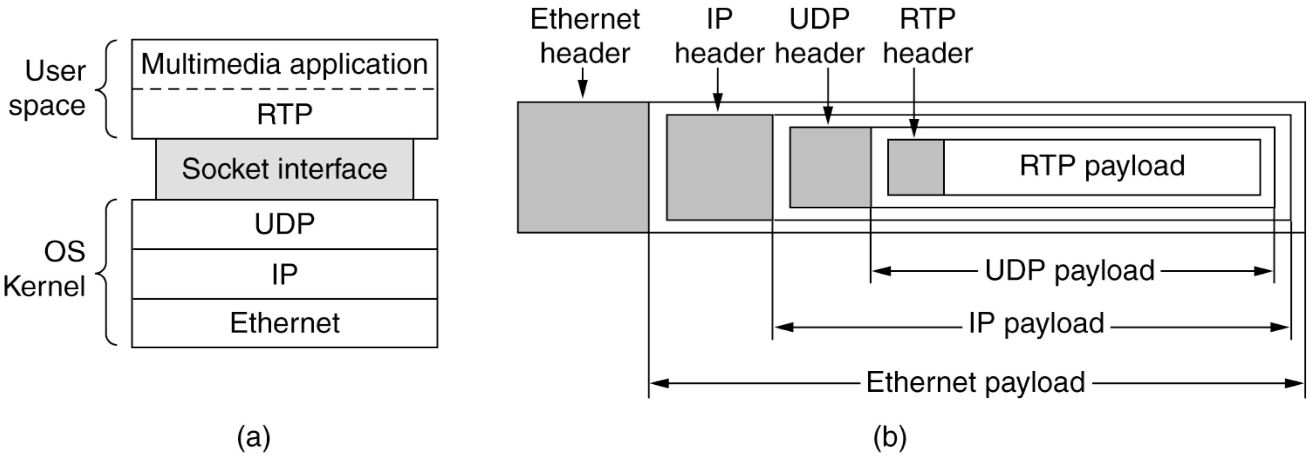 User
space
Multimedia application
RTP
Socket interface
OS
Kernel
UDP
IP
Ethernet
(a)
Ethernet
header
IP
header
UDP
header
RTP
header
RTP payload
UDP payload
IP payload
Ethernet payload
(b)